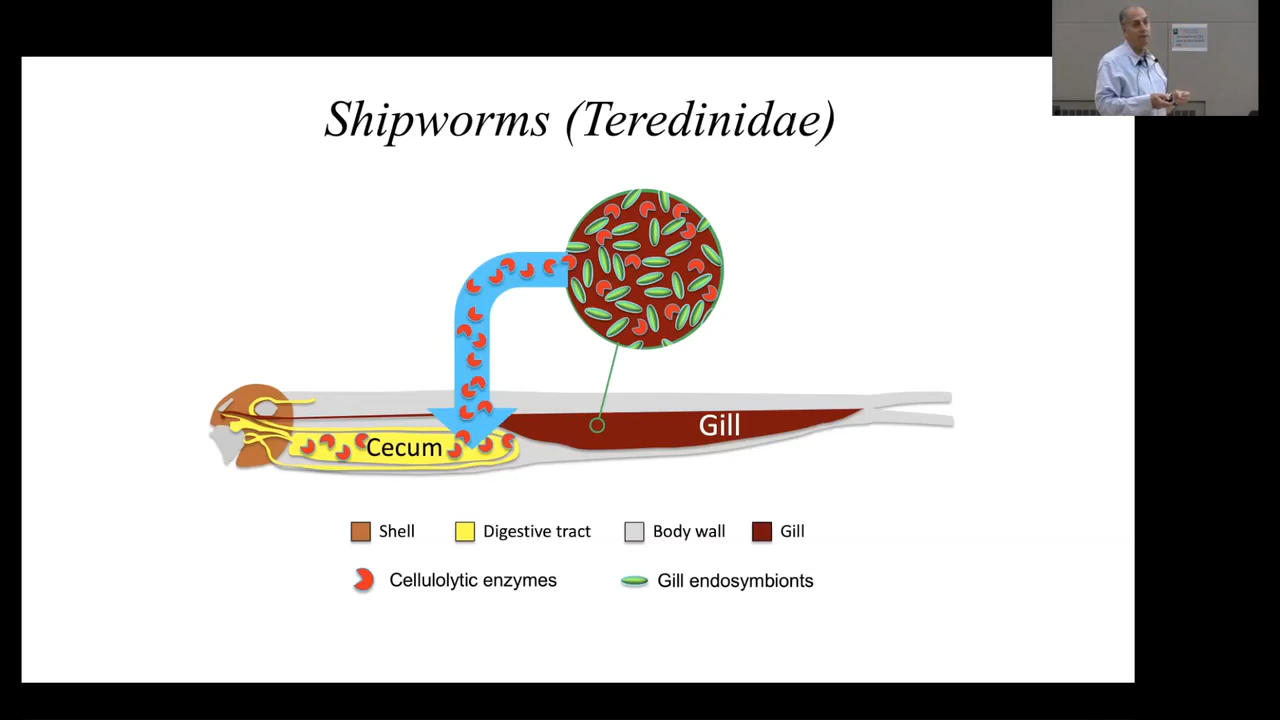 Shipworms (Teredinidae)
Cecum
Gill
Shell
Digestive tract
Body wall
Gill
Cellulolytic enzymes
Gill endosymbionts